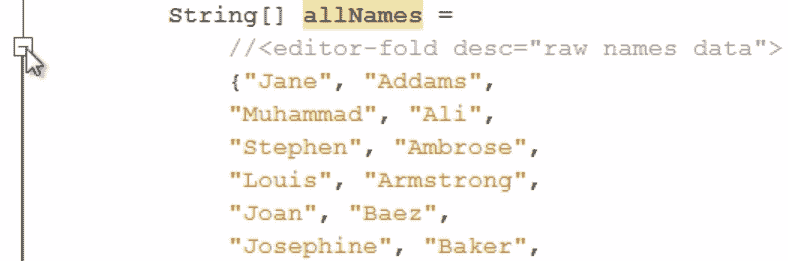 String[] allNames =
//<editor-fold desc="raw names data">
{"Jane", "Addams",
"Muhammad", "Ali",
"Stephen", "Ambrose",
"Louis", "Armstrong",
"Joan", "Baez",
"Josephine", "Baker",